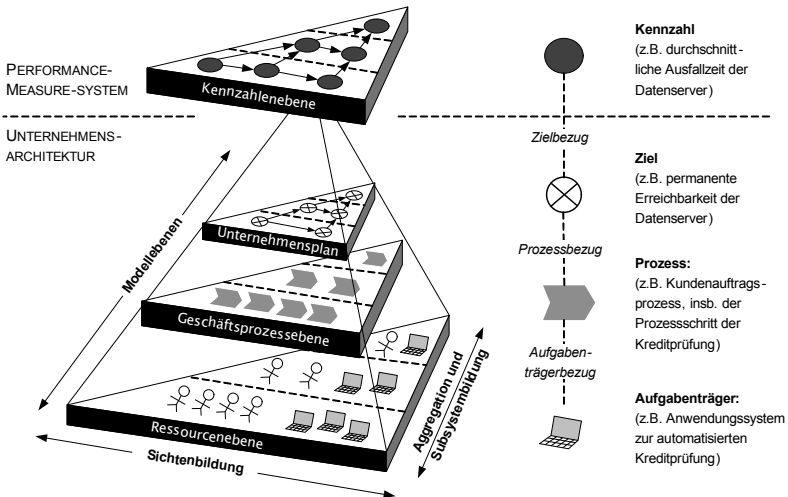 PERFORMANCE-
MEASURE-SYSTEM
Kennzahlenebene
UNTERNEHMENS-
ARCHITEKTUR
Modellebenen
Unternehmensplan
Geschäftsprozessebene
Ressourcenebene
Sichtenbildung
Aggregation und
Subsystembildung
Kennzahl
(z.B. durchschnitt-
liche Ausfallzeit der
Datenserver)
Zielbezug
Ziel
(z.B. permanente
Erreichbarkeit der
Datenserver)
Prozessbezug
Prozess:
(z.B. Kundenauftrags-
prozess, insb. der
Prozessschritt der
Kreditprüfung)
Aufgaben-
trägerbezug
Aufgabenträger:
(z.B. Anwendungssystem
zur automatisierten
Kreditprüfung)